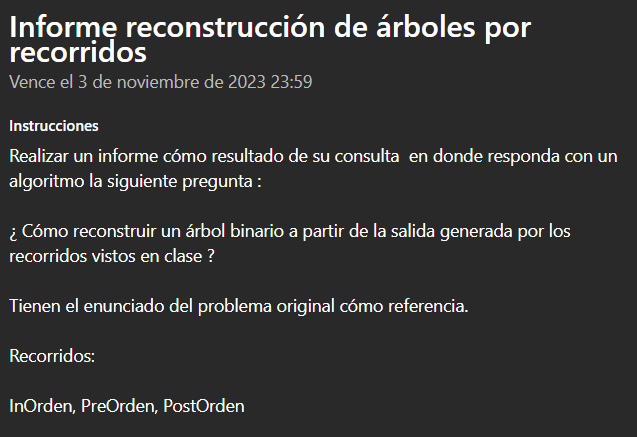 Informe reconstrucción de árboles por
recorridos
Vence el 3 de noviembre de 2023 23:59
Instrucciones
Realizar un informe cómo resultado de su consulta  en donde responda con un
algoritmo la siguiente pregunta :
¿ Cómo reconstruir un árbol binario a partir de la salida generada por los
recorridos vistos en clase ?
Tienen el enunciado del problema original cómo referencia.
Recorridos:
InOrden, PreOrden, PostOrden